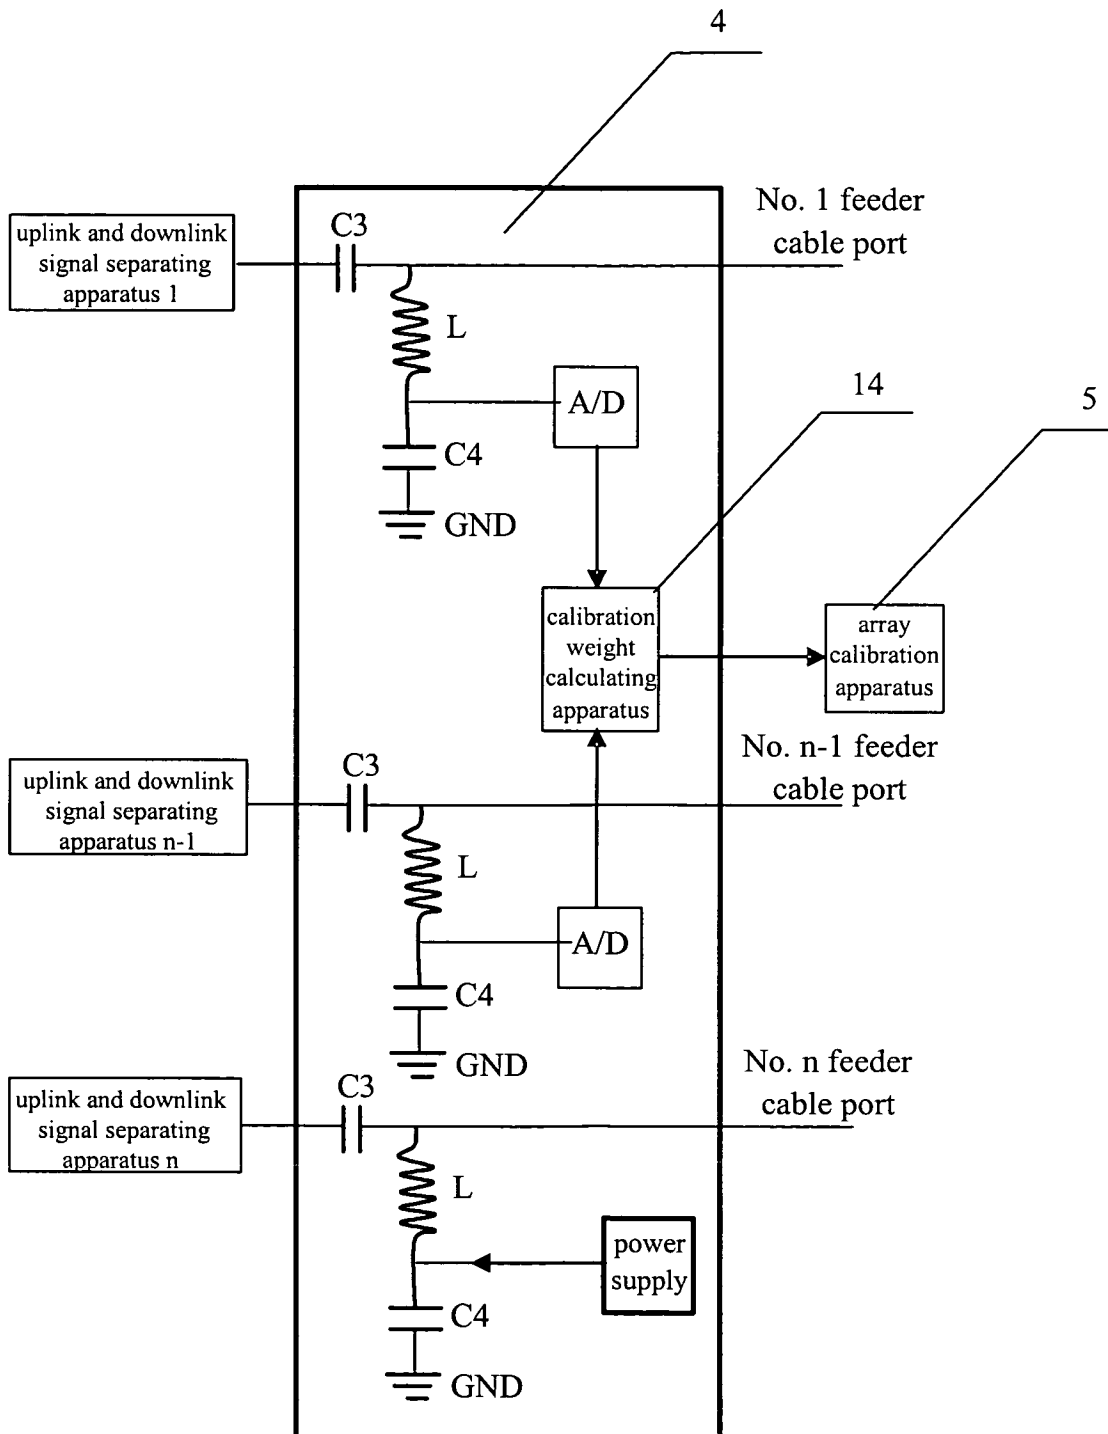 4
No. 1 feeder
cable port
uplink and downlink
signal separating
apparatus 1
C3
L
A/D
14
5
C4
GND
calibration
weight
calculating
apparatus
array
calibration
apparatus
No. n-1 feeder
cable port
uplink and downlink
signal separating
apparatus n-1
C3
L
A/D
C4
GND
No. n feeder
cable port
uplink and downlink
signal separating
apparatus n
C3
L
power
supply
C4
GND